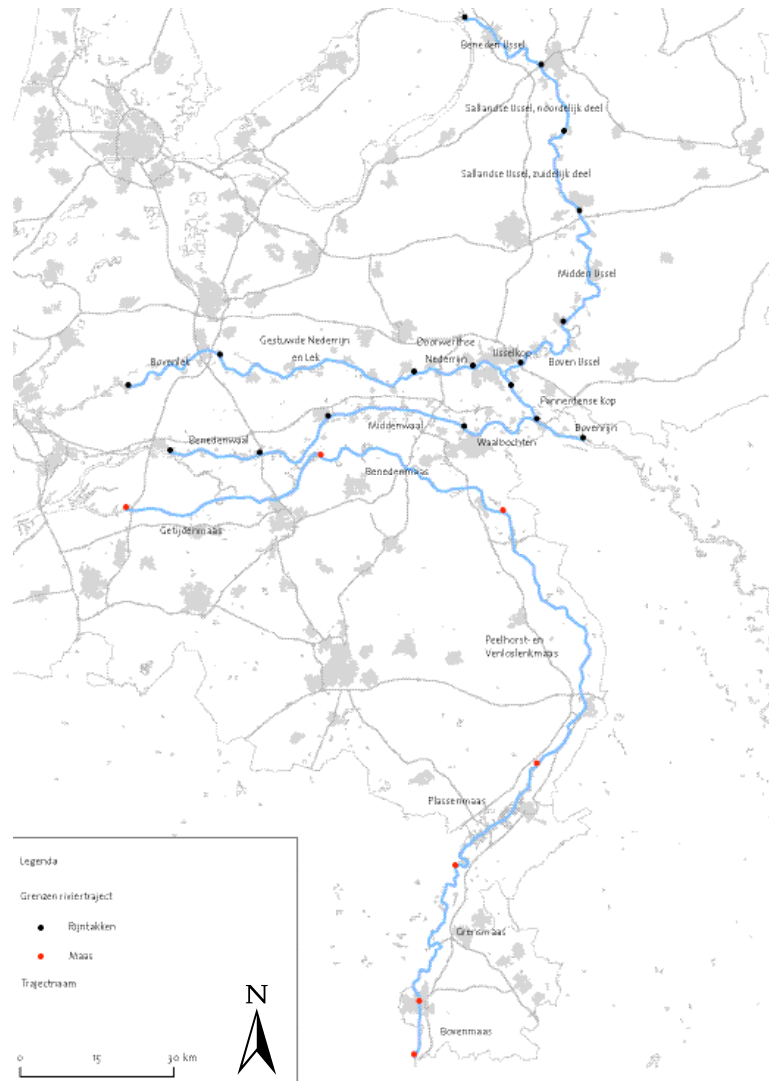 Beneden IJssel
Sallandse IJssel, noordelijk deel
Sallandse IJssel, zuidelijk deel
Midden IJssel
Gestuwde Nederrijn
en Lek
Doorwerthse
Nederrijn
IJsselkop
Bovenlek
Boven IJssel
Pannerdense Kop
Middenwaal
Bovenrijn
Benedenwaal
Waalbochten
Benedenmaas
Getijdenmaas
Peelhorst- en
Venloslenkmaas
Plassenmaas
Legenda
Grenzen riviertraject
Rijntakken
Grensmaas
Maas
Trajectnaam
N
Bovenmaas
0 15 30 km